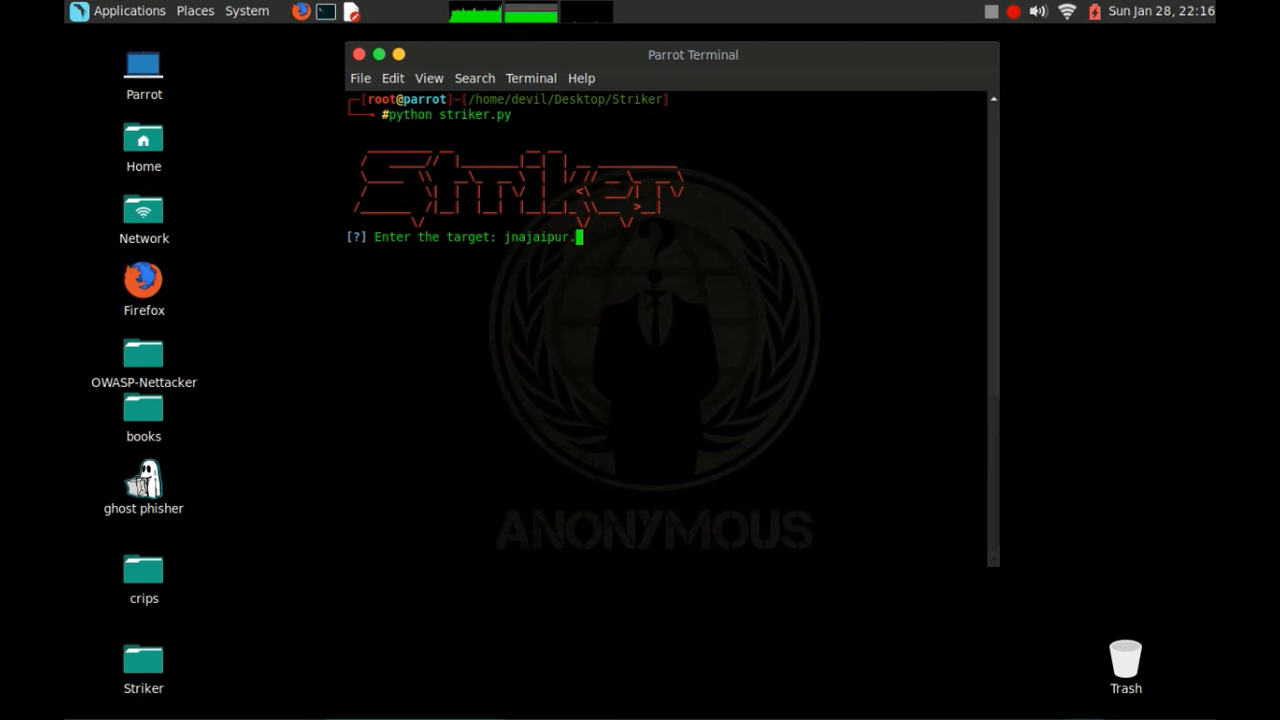 Applications Places System
Sun Jan 28, 22:16
Parrot Terminal
File Edit View Search Terminal Help
[root@parrot]-[/home/devil/Desktop/Striker]
#python striker.py
Striker
[?] Enter the target: jnajaipur.
ANONYMOUS
Parrot
Home
Network
Firefox
OWASP-Nettacker
books
ghost phisher
crips
Striker
Trash